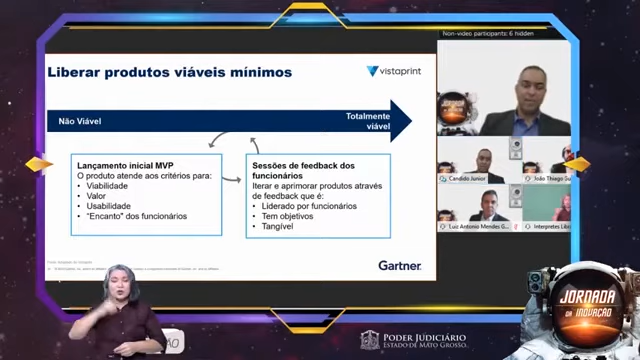 Non-video participants: 6 hidden
Liberar produtos viáveis mínimos
vistaprint
Não Viável
Totalmente
viável
Lançamento inicial MVP
O produto atende aos critérios para:
• Viabilidade
• Valor
• Usabilidade
• “Encanto" dos funcionários
Sessões de feedback dos
funcionários
Iterar e aprimorar produtos através
de feedback que é:
• Liderado por funcionários
• Tem objetivos
• Tangível
Gartner
Candido Junior
João Thiago Gu
Luiz Antonio Mendes G
Interpretes Libr
JORNADA
DA INOVAÇÃO
PODER JUDICIÁRIO
ESTADO DE MATO GROSSO